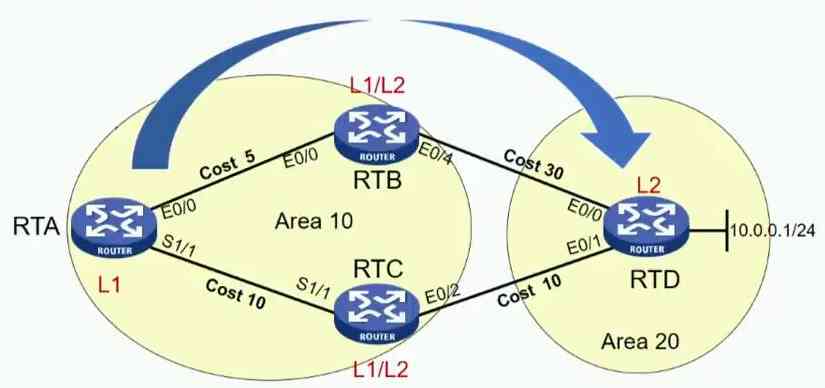 L1/L2
ROUTER
RTB
Cost 5
E0/0
E0/4
Cost 30
L2
E0/0
E0/0
RTA
ROUTER
L1
Area 10
E0/1
ROUTER
RTD
10.0.0.1/24
S1/1
Cost 10
S1/1
RTC
ROUTER
L1/L2
E0/2
Cost 10
Area 20